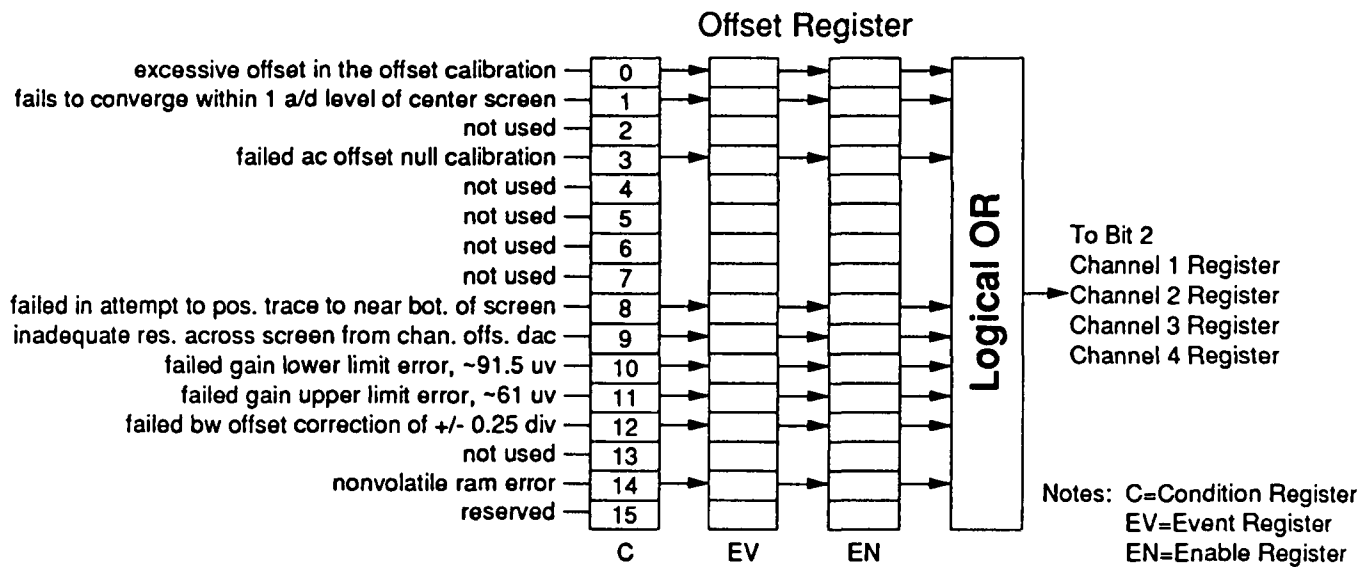 Offset Register
excessive offset in the offset calibration 0
fails to converge within 1 a/d level of center screen 1
not used 2
failed ac offset null calibration 3
not used 4
not used 5
not used 6
not used 7
failed in attempt to pos. trace to near bot. of screen 8
inadequate res. across screen from chan. offs. dac 9
failed gain lower limit error, ~91.5 uv 10
failed gain upper limit error, ~61 uv 11
failed bw offset correction of +/- 0.25 div 12
not used 13
nonvolatile ram error 14
reserved 15
C EV EN
Logical OR
To Bit 2
Channel 1 Register
Channel 2 Register
Channel 3 Register
Channel 4 Register
Notes: C=Condition Register
EV=Event Register
EN=Enable Register